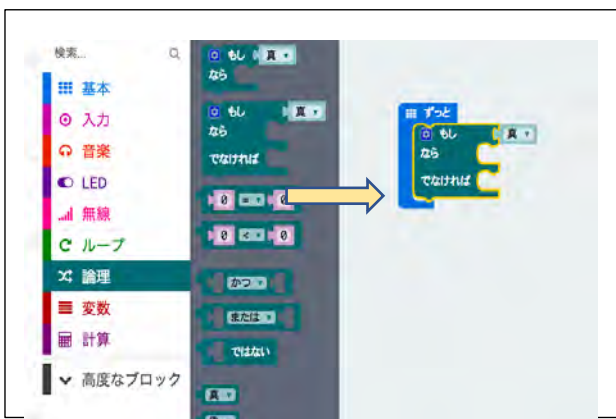 検索...
基本
入力
音楽
LED
無線
ループ
論理
変数
計算
高度なブロック
もし 真
なら
もし 真
なら
でなければ
0 = 0
0 < 0
かつ
または
ではない
真
ずっと
もし 真
なら
でなければ